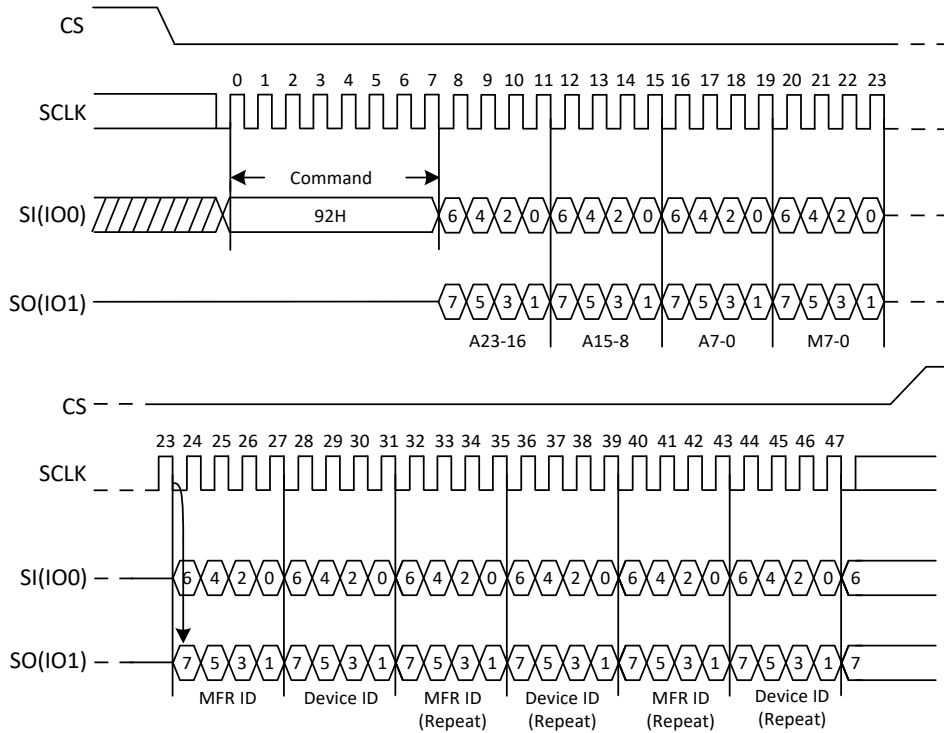 CS
0 1 2 3 4 5 6 7 8 9 10 11 12 13 14 15 16 17 18 19 20 21 22 23
SCLK
Command
SI(IO0) 92H 6 4 2 0 6 4 2 0 6 4 2 0 6 4 2 0
SO(IO1) 7 5 3 1 7 5 3 1 7 5 3 1 7 5 3 1
A23-16 A15-8 A7-0 M7-0
CS
23 24 25 26 27 28 29 30 31 32 33 34 35 36 37 38 39 40 41 42 43 44 45 46 47
SCLK
SI(IO0) 6 4 2 0 6 4 2 0 6 4 2 0 6 4 2 0 6 4 2 0 6 4 2 0 6
SO(IO1) 7 5 3 1 7 5 3 1 7 5 3 1 7 5 3 1 7 5 3 1 7 5 3 1 7
MFR ID Device ID MFR ID Device ID MFR ID Device ID
(Repeat) (Repeat) (Repeat) (Repeat)